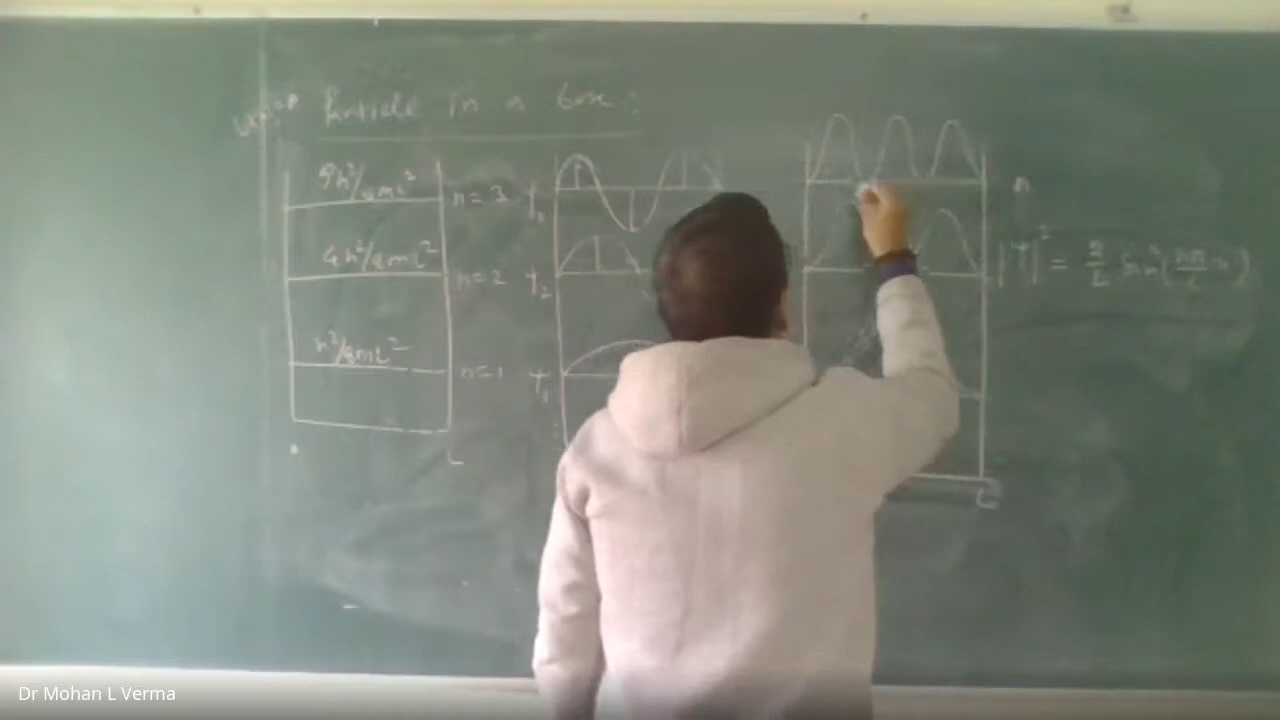 Particle in a box :
9h²/8mL² n=3 ψ₃
4h²/8mL² n=2 ψ₂
|ψ|² = 2/L sin²(nπ/L x)
h²/8mL² n=1 ψ₁
L
L
Dr Mohan L Verma